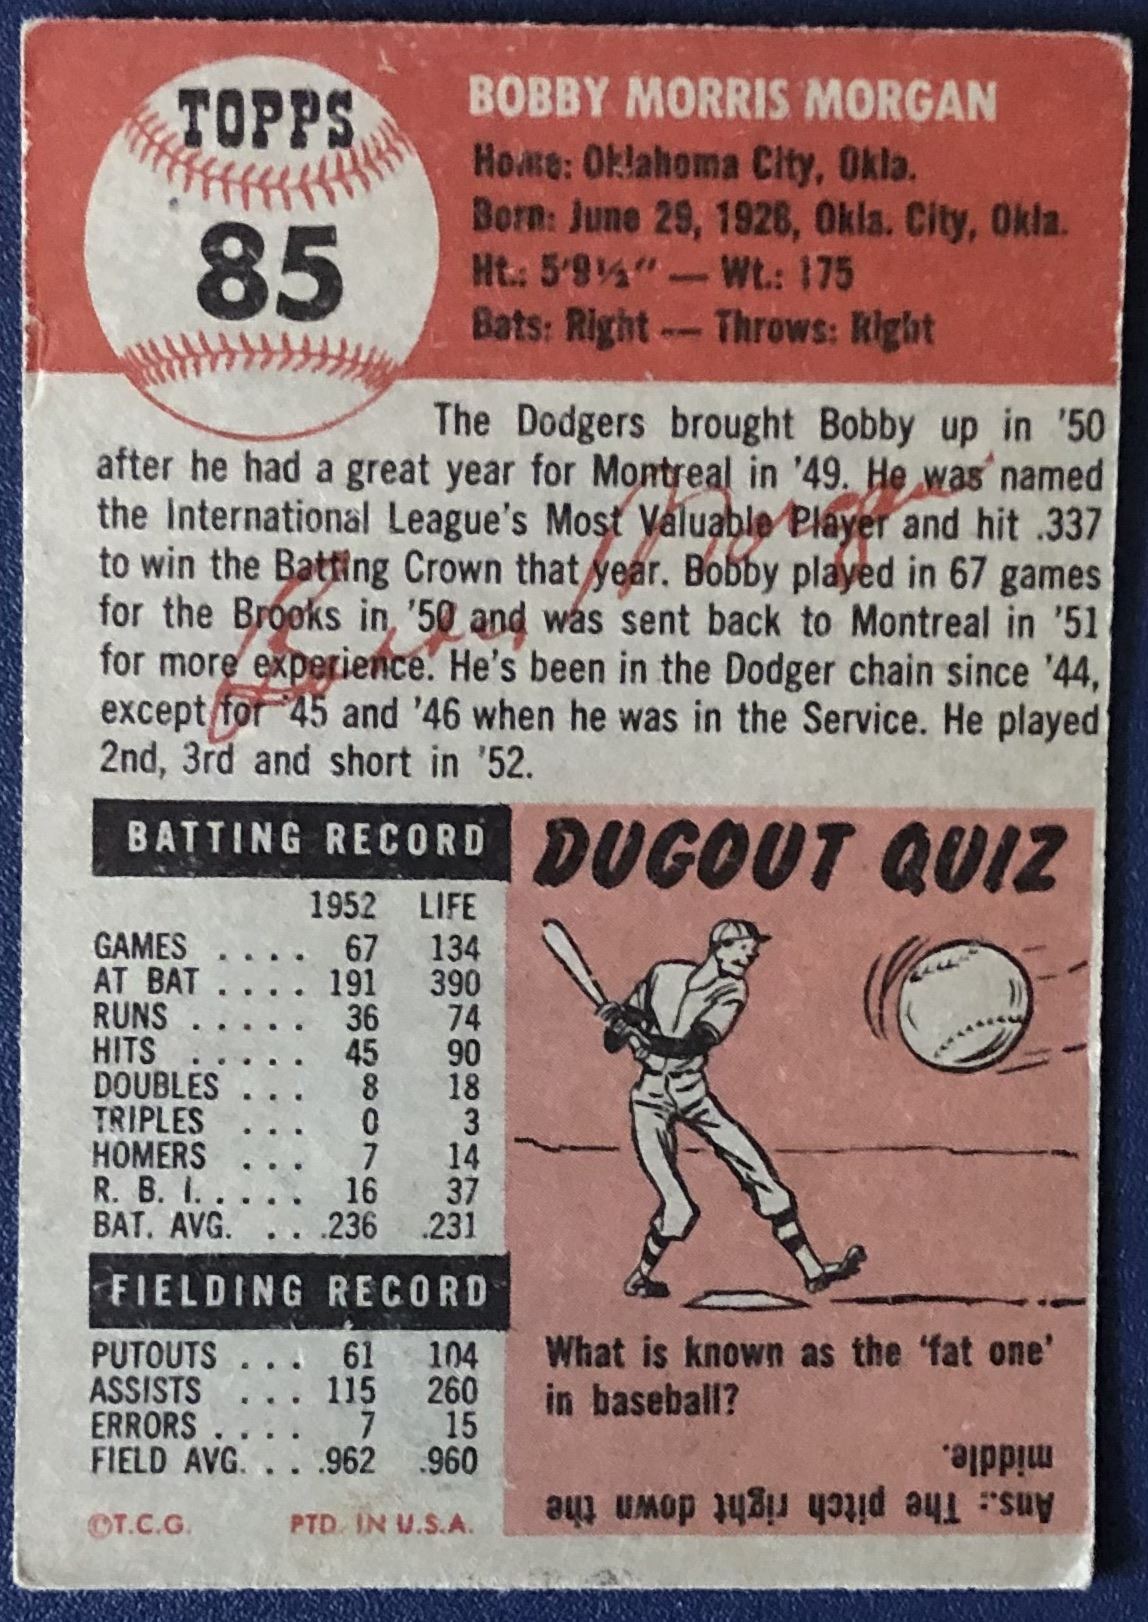 TOPPS
85
BOBBY MORRIS MORGAN
Home: Oklahoma City, Okla.
Born: June 29, 1926, Okla. City, Okla.
Ht.: 5'9½" — Wt.: 175
Bats: Right — Throws: Right
The Dodgers brought Bobby up in '50
after he had a great year for Montreal in '49. He was named
the International League's Most Valuable Player and hit .337
to win the Batting Crown that year. Bobby played in 67 games
for the Brooks in '50 and was sent back to Montreal in '51
for more experience. He's been in the Dodger chain since '44,
except for '45 and '46 when he was in the Service. He played
2nd, 3rd and short in '52.
Bobby Morgan
BATTING RECORD
1952 LIFE
GAMES .... 67 134
AT BAT .... 191 390
RUNS ..... 36 74
HITS ..... 45 90
DOUBLES ... 8 18
TRIPLES ... 0 3
HOMERS ... 7 14
R. B. I. .... 16 37
BAT. AVG. .. .236 .231
FIELDING RECORD
PUTOUTS ... 61 104
ASSISTS ... 115 260
ERRORS .... 7 15
FIELD AVG. .. .962 .960
©T.C.G. PTD. IN U.S.A.
DUGOUT QUIZ
What is known as the 'fat one'
in baseball?
Ans.: The pitch right down the
middle.